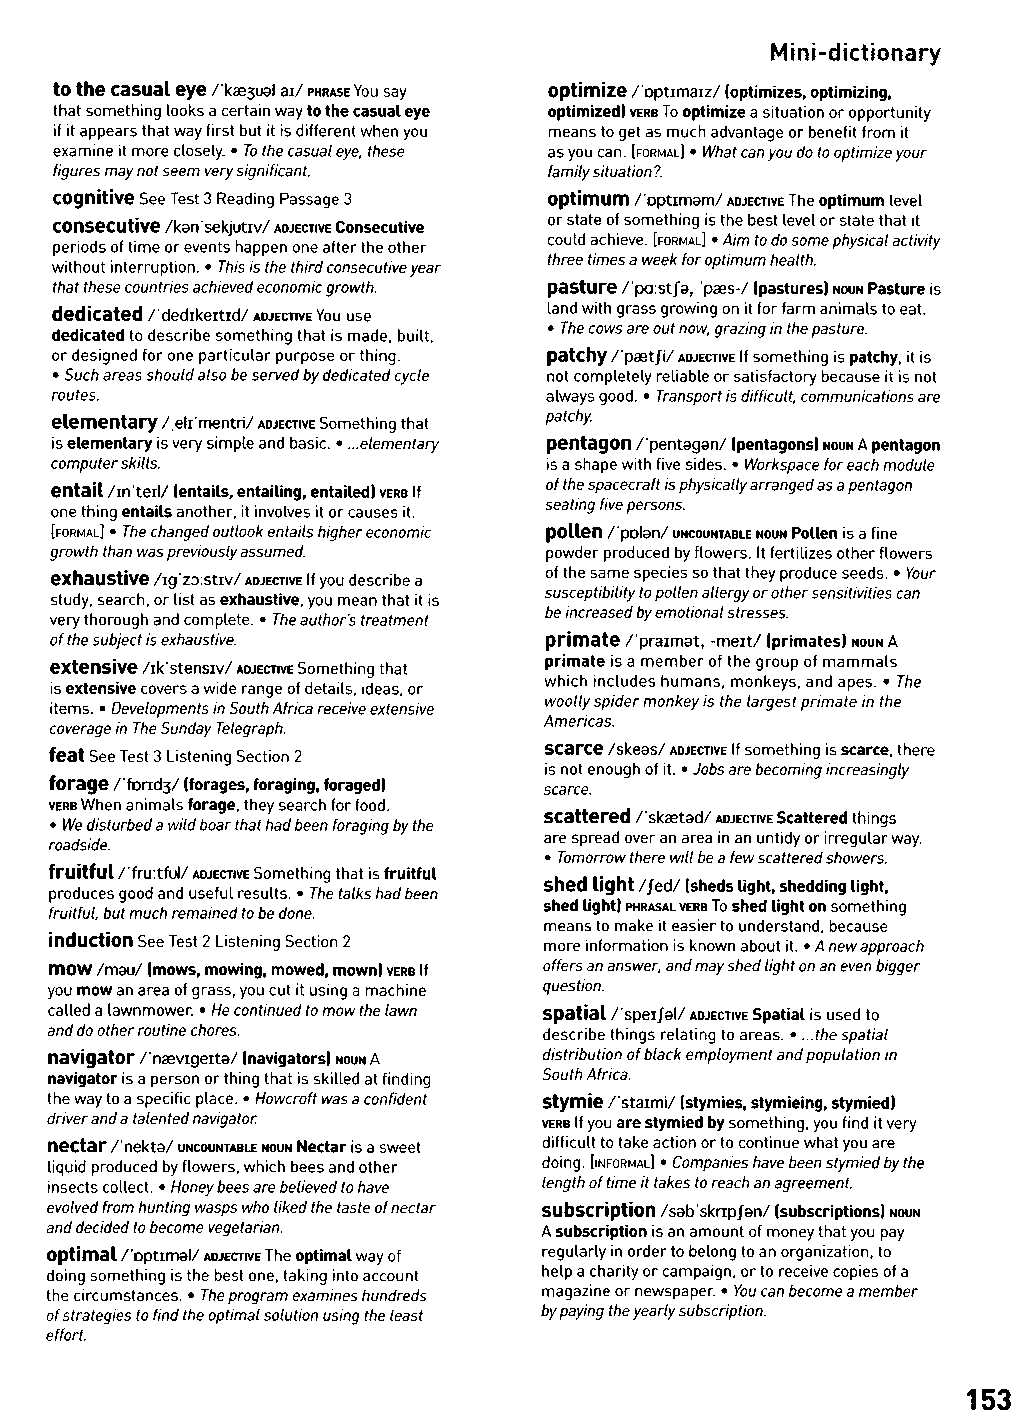 Mini-dictionary
to the casual eye /ˈkæʒuəl aɪ/ PHRASE You say
that something looks a certain way to the casual eye
if it appears that way first but it is different when you
examine it more closely. • To the casual eye, these
figures may not seem very significant.
cognitive See Test 3 Reading Passage 3
consecutive /kənˈsekjʊtɪv/ ADJECTIVE Consecutive
periods of time or events happen one after the other
without interruption. • This is the third consecutive year
that these countries achieved economic growth.
dedicated /ˈdedɪkeɪtɪd/ ADJECTIVE You use
dedicated to describe something that is made, built,
or designed for one particular purpose or thing.
• Such areas should also be served by dedicated cycle
routes.
elementary /ˌelɪˈmentri/ ADJECTIVE Something that
is elementary is very simple and basic. • ...elementary
computer skills.
entail /ɪnˈteɪl/ (entails, entailing, entailed) VERB If
one thing entails another, it involves it or causes it.
[FORMAL] • The changed outlook entails higher economic
growth than was previously assumed.
exhaustive /ɪgˈzɔːstɪv/ ADJECTIVE If you describe a
study, search, or list as exhaustive, you mean that it is
very thorough and complete. • The author's treatment
of the subject is exhaustive.
extensive /ɪkˈstensɪv/ ADJECTIVE Something that
is extensive covers a wide range of details, ideas, or
items. • Developments in South Africa receive extensive
coverage in The Sunday Telegraph.
feat See Test 3 Listening Section 2
forage /ˈfɒrɪdʒ/ (forages, foraging, foraged)
VERB When animals forage, they search for food.
• We disturbed a wild boar that had been foraging by the
roadside.
fruitful /ˈfruːtfʊl/ ADJECTIVE Something that is fruitful
produces good and useful results. • The talks had been
fruitful, but much remained to be done.
induction See Test 2 Listening Section 2
mow /məʊ/ (mows, mowing, mowed, mown) VERB If
you mow an area of grass, you cut it using a machine
called a lawnmower. • He continued to mow the lawn
and do other routine chores.
navigator /ˈnævɪgeɪtə/ (navigators) NOUN A
navigator is a person or thing that is skilled at finding
the way to a specific place. • Howcroft was a confident
driver and a talented navigator.
nectar /ˈnektə/ UNCOUNTABLE NOUN Nectar is a sweet
liquid produced by flowers, which bees and other
insects collect. • Honey bees are believed to have
evolved from hunting wasps who liked the taste of nectar
and decided to become vegetarian.
optimal /ˈɒptɪməl/ ADJECTIVE The optimal way of
doing something is the best one, taking into account
the circumstances. • The program examines hundreds
of strategies to find the optimal solution using the least
effort.
optimize /ˈɒptɪmaɪz/ (optimizes, optimizing,
optimized) VERB To optimize a situation or opportunity
means to get as much advantage or benefit from it
as you can. [FORMAL] • What can you do to optimize your
family situation?.
optimum /ˈɒptɪməm/ ADJECTIVE The optimum level
or state of something is the best level or state that it
could achieve. [FORMAL] • Aim to do some physical activity
three times a week for optimum health.
pasture /ˈpɑːstʃə, ˈpæs-/ (pastures) NOUN Pasture is
land with grass growing on it for farm animals to eat.
• The cows are out now, grazing in the pasture.
patchy /ˈpætʃi/ ADJECTIVE If something is patchy, it is
not completely reliable or satisfactory because it is not
always good. • Transport is difficult, communications are
patchy.
pentagon /ˈpentəgən/ (pentagons) NOUN A pentagon
is a shape with five sides. • Workspace for each module
of the spacecraft is physically arranged as a pentagon
seating five persons.
pollen /ˈpɒlən/ UNCOUNTABLE NOUN Pollen is a fine
powder produced by flowers. It fertilizes other flowers
of the same species so that they produce seeds. • Your
susceptibility to pollen allergy or other sensitivities can
be increased by emotional stresses.
primate /ˈpraɪmət, -meɪt/ (primates) NOUN A
primate is a member of the group of mammals
which includes humans, monkeys, and apes. • The
woolly spider monkey is the largest primate in the
Americas.
scarce /skeəs/ ADJECTIVE If something is scarce, there
is not enough of it. • Jobs are becoming increasingly
scarce.
scattered /ˈskætəd/ ADJECTIVE Scattered things
are spread over an area in an untidy or irregular way.
• Tomorrow there will be a few scattered showers.
shed light /ʃed/ (sheds light, shedding light,
shed light) PHRASAL VERB To shed light on something
means to make it easier to understand, because
more information is known about it. • A new approach
offers an answer, and may shed light on an even bigger
question.
spatial /ˈspeɪʃəl/ ADJECTIVE Spatial is used to
describe things relating to areas. • ...the spatial
distribution of black employment and population in
South Africa.
stymie /ˈstaɪmi/ (stymies, stymieing, stymied)
VERB If you are stymied by something, you find it very
difficult to take action or to continue what you are
doing. [INFORMAL] • Companies have been stymied by the
length of time it takes to reach an agreement.
subscription /səbˈskrɪpʃən/ (subscriptions) NOUN
A subscription is an amount of money that you pay
regularly in order to belong to an organization, to
help a charity or campaign, or to receive copies of a
magazine or newspaper. • You can become a member
by paying the yearly subscription.
153